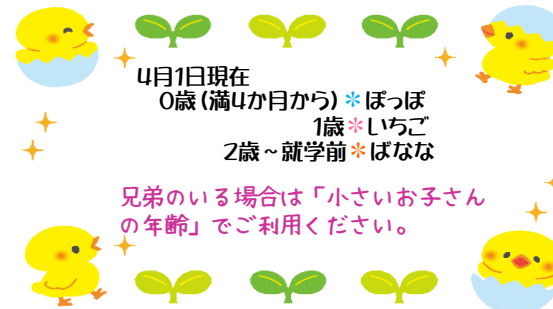 4月1日現在
0歳(満4か月から)＊ぽっぽ
1歳＊いちご
2歳～就学前＊ばなな
兄弟のいる場合は「小さいお子さん
の年齢」でご利用ください。